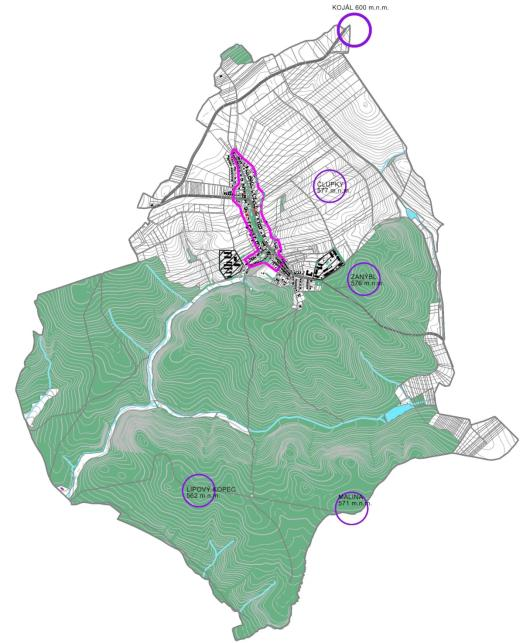 KOJÁL 600 m.n.m.
ČLUPKY
577 m.n.m.
ZANÝBL
576 m.n.m.
LIPOVÝ KOPEC
562 m.n.m.
MALINA
571 m.n.m.